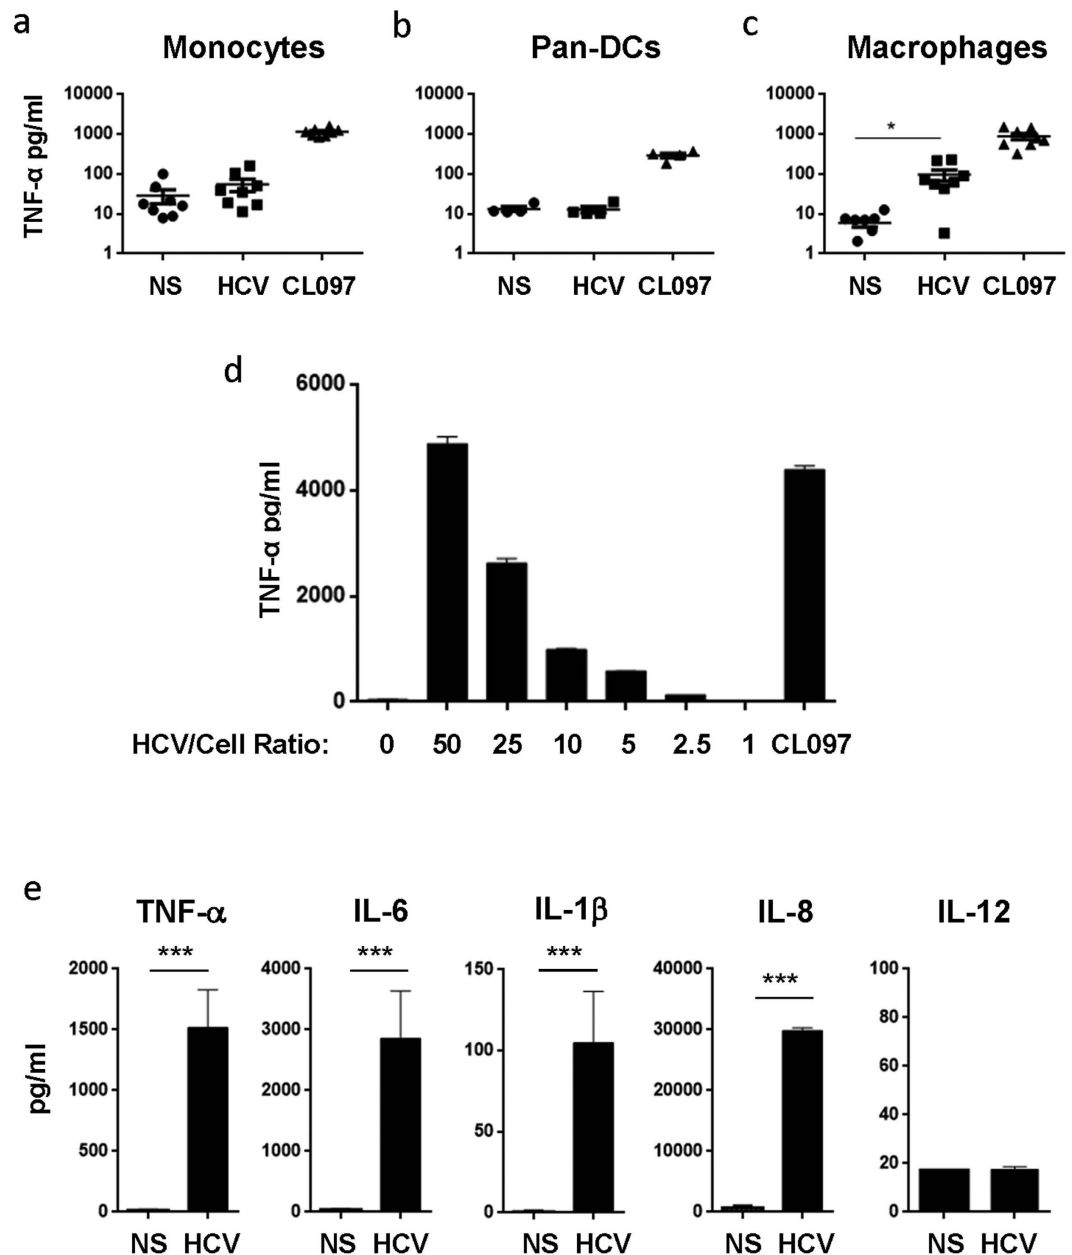 a
Monocytes
TNF-α pg/ml
10000
1000
100
10
1
NS HCV CL097
b
Pan-DCs
10000
1000
100
10
1
NS HCV CL097
c
Macrophages
10000
1000
100
10
1
*
NS HCV CL097
d
TNF-α pg/ml
6000
4000
2000
0
HCV/Cell Ratio: 0 50 25 10 5 2.5 1 CL097
e
pg/ml
TNF-α
***
2000
1500
1000
500
0
NS HCV
IL-6
***
4000
3000
2000
1000
0
NS HCV
IL-1β
***
150
100
50
0
NS HCV
IL-8
***
40000
30000
20000
10000
0
NS HCV
IL-12
100
80
60
40
20
0
NS HCV